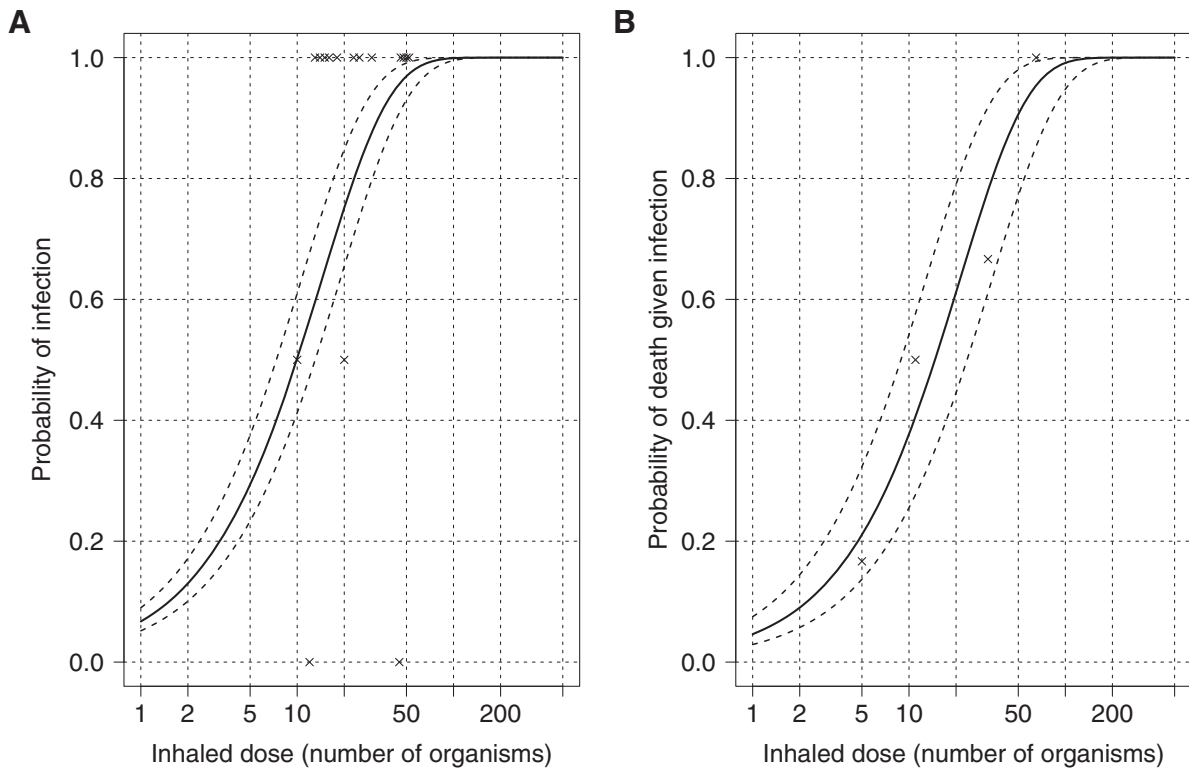 A
Probability of infection
1.0
0.8
0.6
0.4
0.2
0.0
1 2 5 10 50 200
Inhaled dose (number of organisms)
B
Probability of death given infection
1.0
0.8
0.6
0.4
0.2
0.0
1 2 5 10 50 200
Inhaled dose (number of organisms)